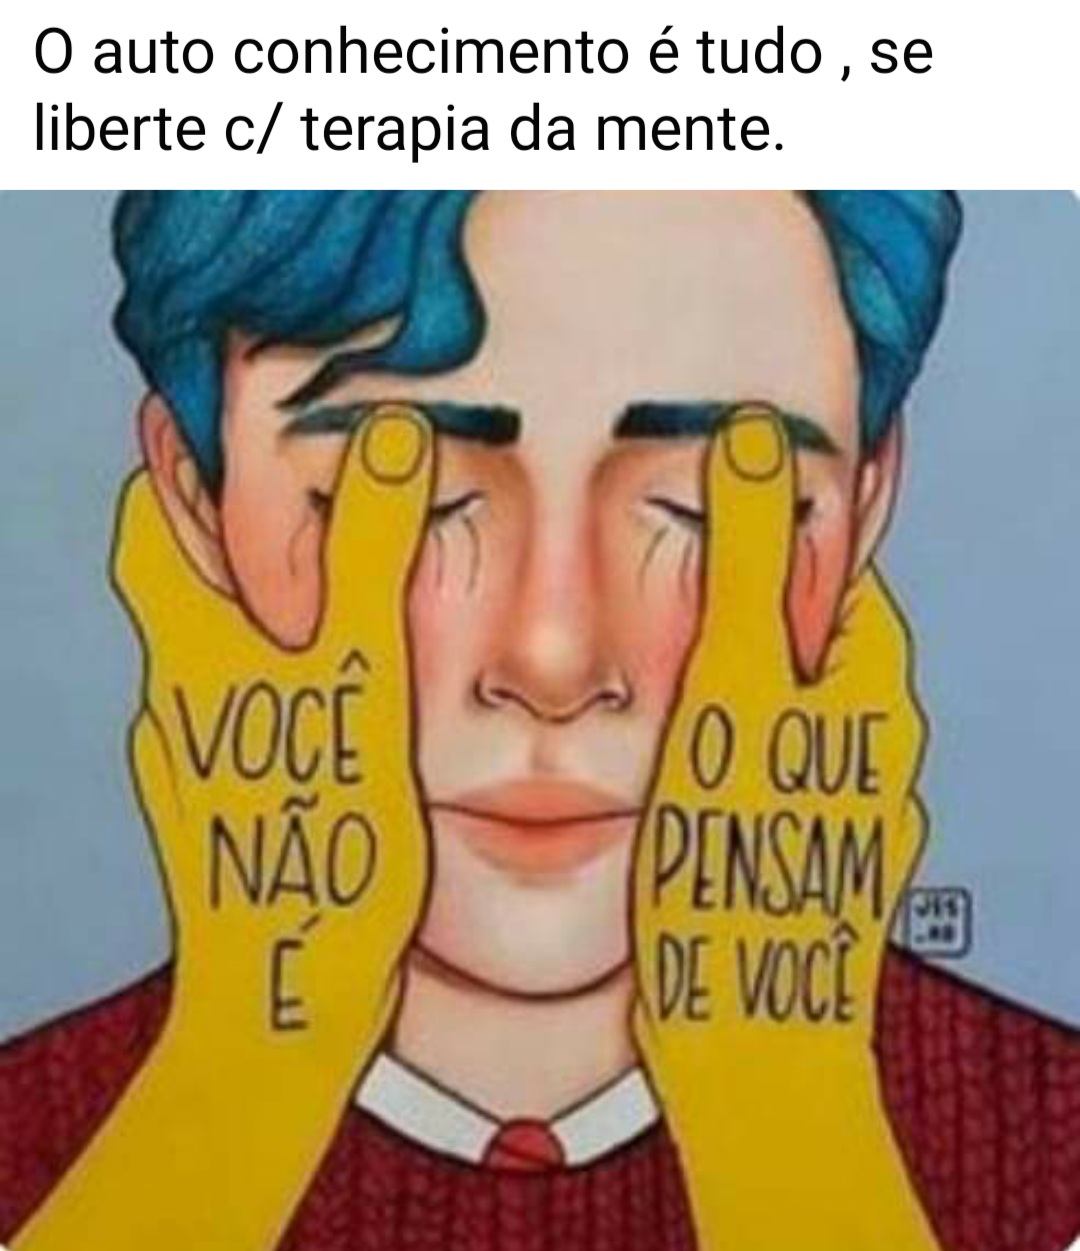 O auto conhecimento é tudo , se
liberte c/ terapia da mente.
VOCÊ
NÃO
É
O QUE
PENSAM
DE VOCÊ